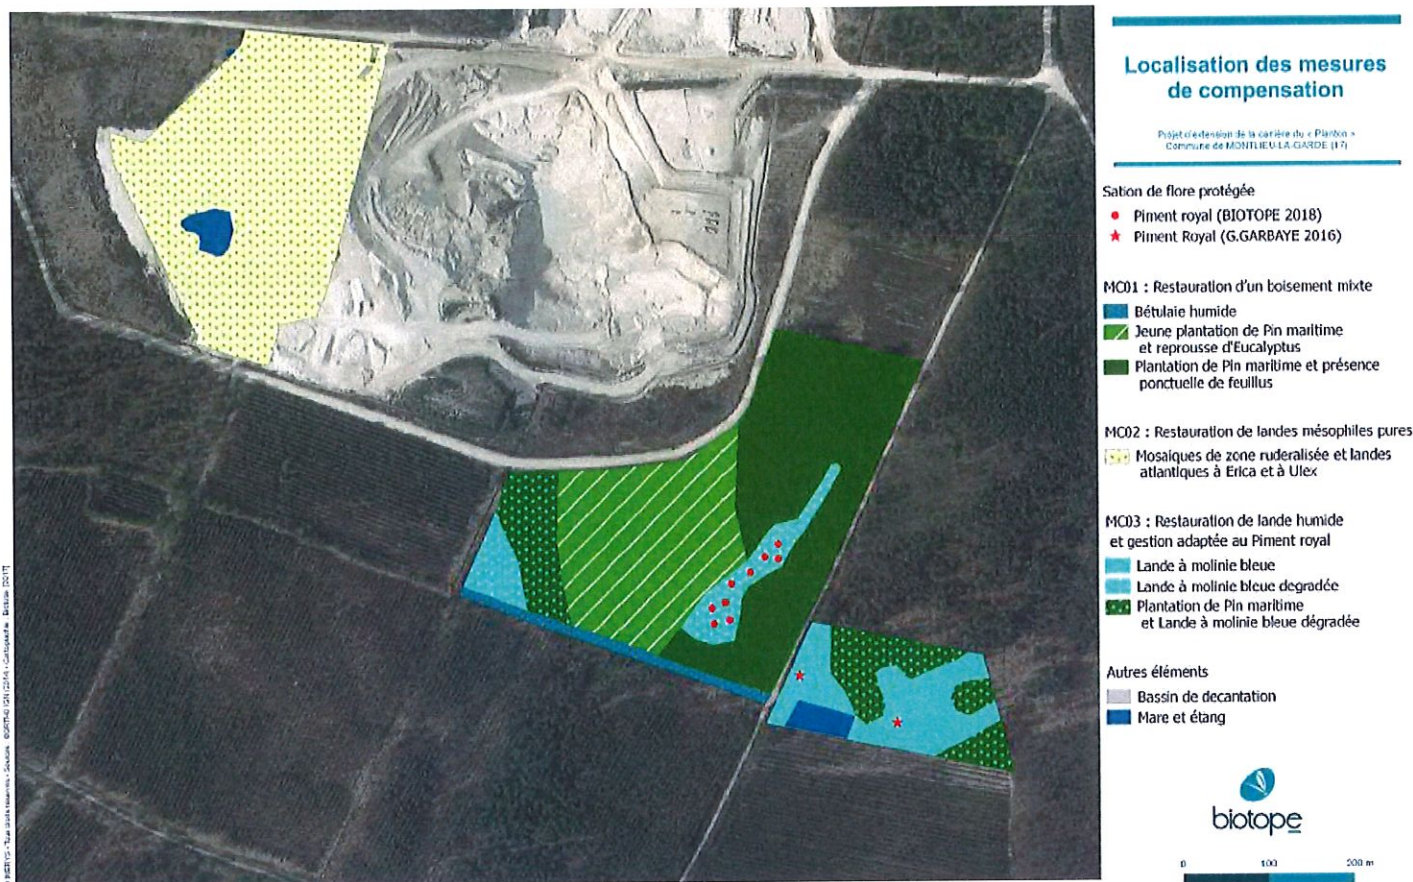 Localisation des mesures
de compensation
Projet d'extension de la carrière du « Planton »
Commune de MONTLIEU-LA-GARDE (17)
Sation de flore protégée
Piment royal (BIOTOPE 2018)
Piment Royal (G.GARBAYE 2016)
MC01 : Restauration d'un boisement mixte
Bétulaie humide
Jeune plantation de Pin maritime
et reprousse d'Eucalyptus
Plantation de Pin maritime et présence
ponctuelle de feuillus
MC02 : Restauration de landes mésophiles pures
Mosaiques de zone ruderalisée et landes
atlantiques à Erica et à Ulex
MC03 : Restauration de lande humide
et gestion adaptée au Piment royal
Lande à molinie bleue
Lande à molinie bleue degradée
Plantation de Pin maritime
et Lande à molinie bleue dégradée
Autres éléments
Bassin de decantation
Mare et étang
biotope
0 100 200 m